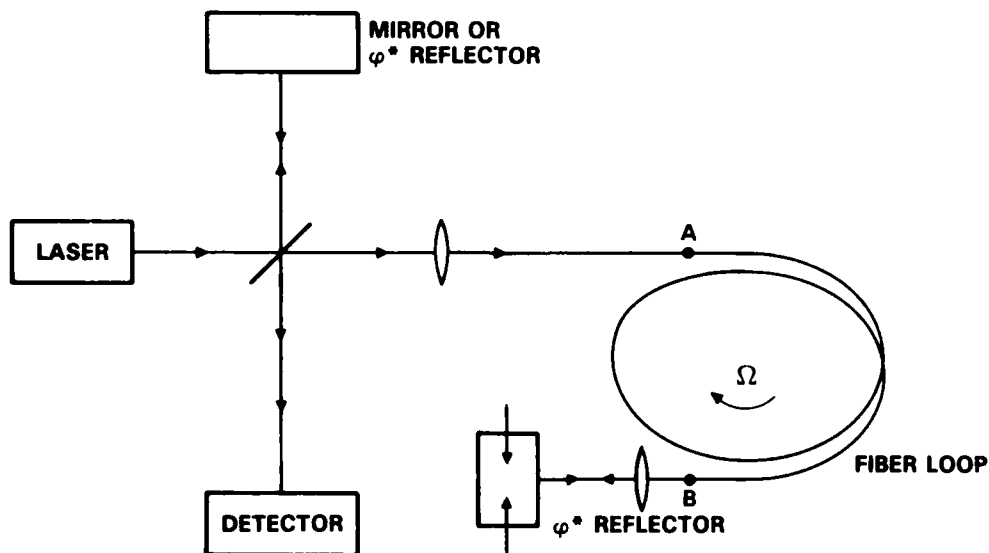 MIRROR OR
φ* REFLECTOR
LASER
A
Ω
FIBER LOOP
B
φ* REFLECTOR
DETECTOR